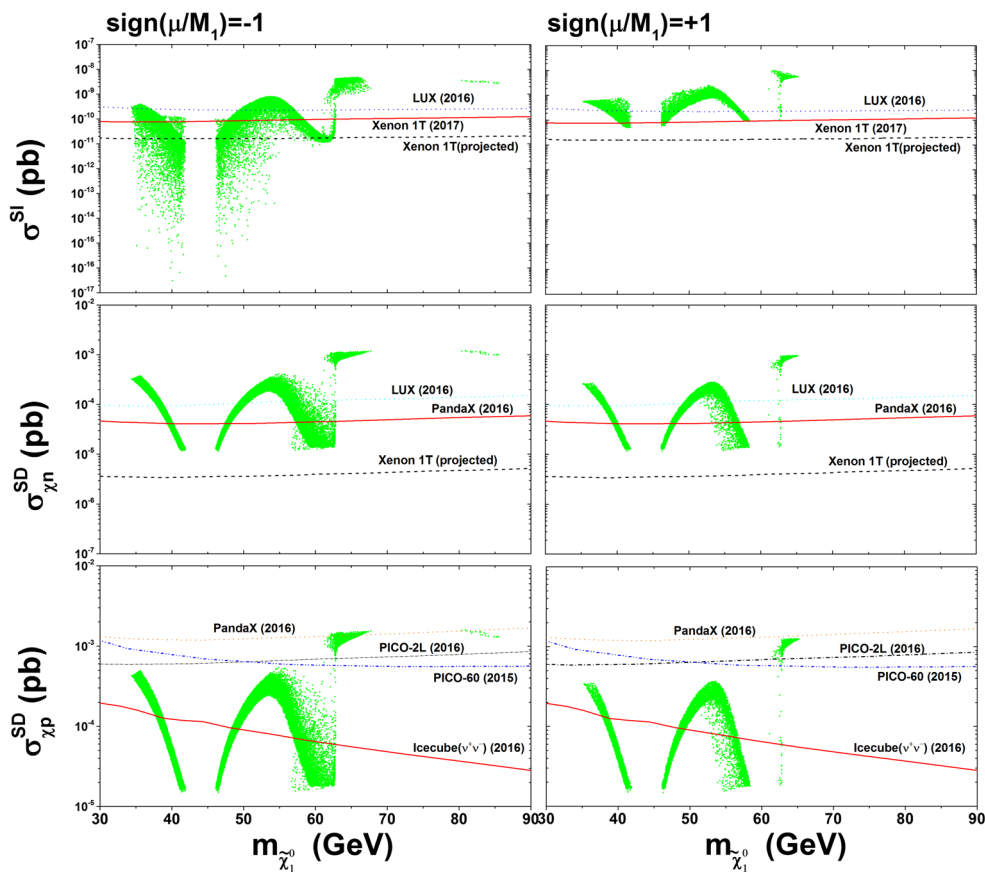 sign(μ/M₁)=-1
sign(μ/M₁)=+1
σ^SI (pb)
10⁻⁸
10⁻⁹
10⁻¹⁰
10⁻¹¹
10⁻¹²
10⁻¹³
10⁻¹⁴
10⁻¹⁵
10⁻¹⁶
10⁻¹⁷
LUX (2016)
Xenon 1T (2017)
Xenon 1T(projected)
LUX (2016)
Xenon 1T (2017)
Xenon 1T(projected)
σ^SD_χn (pb)
10⁻²
10⁻³
10⁻⁴
10⁻⁵
10⁻⁶
10⁻⁷
LUX (2016)
PandaX (2016)
Xenon 1T (projected)
LUX (2016)
PandaX (2016)
Xenon 1T (projected)
σ^SD_χp (pb)
10⁻²
10⁻³
10⁻⁴
10⁻⁵
PandaX (2016)
PICO-2L (2016)
PICO-60 (2015)
Icecube(ν⁺ν⁻) (2016)
PandaX (2016)
PICO-2L (2016)
PICO-60 (2015)
Icecube(ν⁺ν⁻) (2016)
30 40 50 60 70 80 90
30 40 50 60 70 80 90
m_χ̃₁⁰ (GeV)
m_χ̃₁⁰ (GeV)